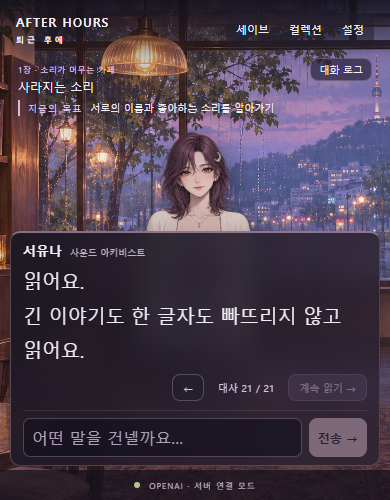 AFTER HOURS
퇴근 후에
세이브 컬렉션 설정
1장 · 소리가 머무는 카페
대화 로그
사라지는 소리
지금의 목표 서로의 이름과 좋아하는 소리를 알아가기
서유나 사운드 아키비스트
읽어요.
긴 이야기도 한 글자도 빠뜨리지 않고
읽어요.
← 대사 21 / 21 계속 읽기 →
어떤 말을 건넬까요... 전송 →
OPENAI · 서버 연결 모드